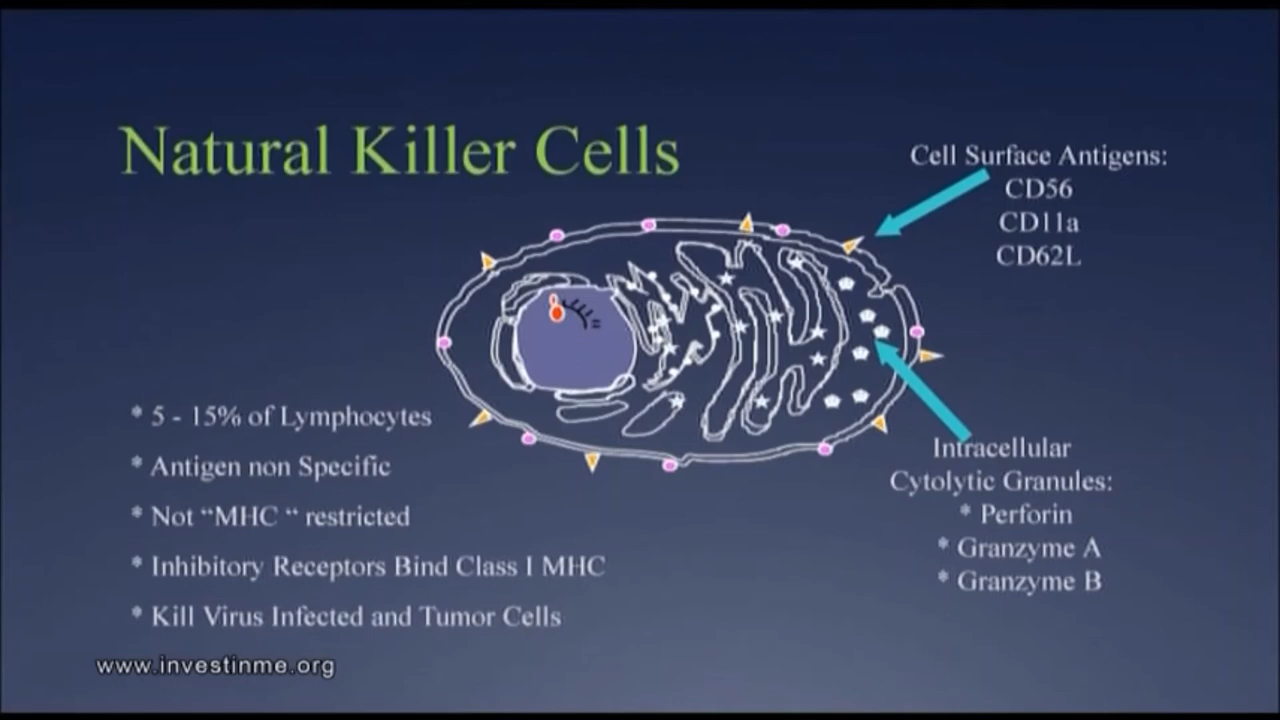 Natural Killer Cells
Cell Surface Antigens:
CD56
CD11a
CD62L
* 5 - 15% of Lymphocytes
* Antigen non Specific
* Not “MHC “ restricted
* Inhibitory Receptors Bind Class I MHC
* Kill Virus Infected and Tumor Cells
Intracellular
Cytolytic Granules:
* Perforin
* Granzyme A
* Granzyme B
www.investinme.org